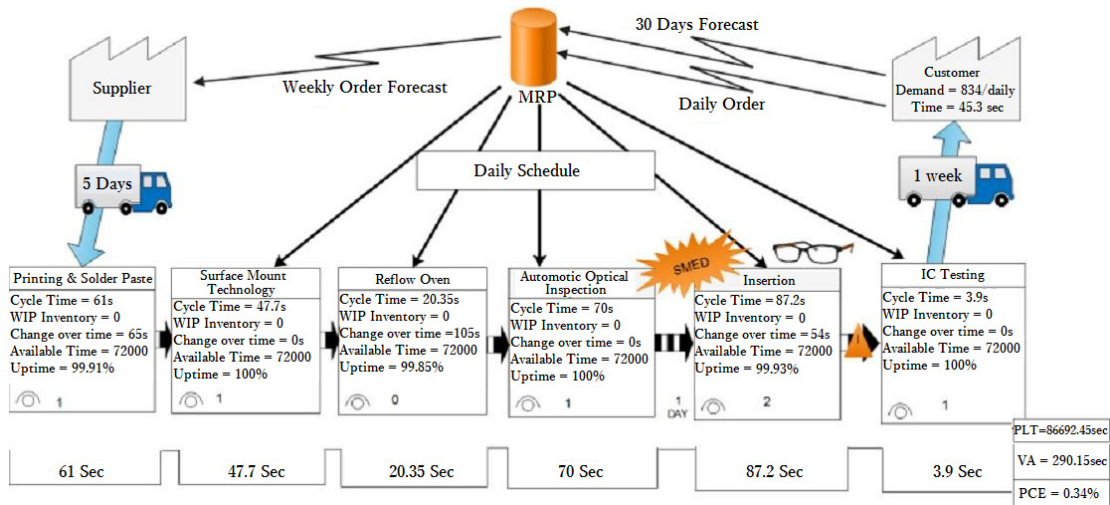 30 Days Forecast
Supplier
Weekly Order Forecast
MRP
Daily Order
Customer
Demand = 834/daily
Time = 45.3 sec
Daily Schedule
5 Days
1 week
SMED
Printing & Solder Paste
Cycle Time = 61s
WIP Inventory = 0
Change over time = 65s
Available Time = 72000
Uptime = 99.91%
1
Surface Mount
Technology
Cycle Time = 47.7s
WIP Inventory = 0
Change over time = 0s
Available Time = 72000
Uptime = 100%
1
Reflow Oven
Cycle Time = 20.35s
WIP Inventory = 0
Change over time =105s
Available Time = 72000
Uptime = 99.85%
0
Automotic Optical
Inspection
Cycle Time = 70s
WIP Inventory = 0
Change over time = 0s
Available Time = 72000
Uptime = 100%
1
1
DAY
Insertion
Cycle Time = 87.2s
WIP Inventory = 0
Change over time = 54s
Available Time = 72000
Uptime = 99.93%
2
IC Testing
Cycle Time = 3.9s
WIP Inventory = 0
Change over time = 0s
Available Time = 72000
Uptime = 100%
1
61 Sec
47.7 Sec
20.35 Sec
70 Sec
87.2 Sec
3.9 Sec
PLT=86692.45sec
VA = 290.15sec
PCE = 0.34%